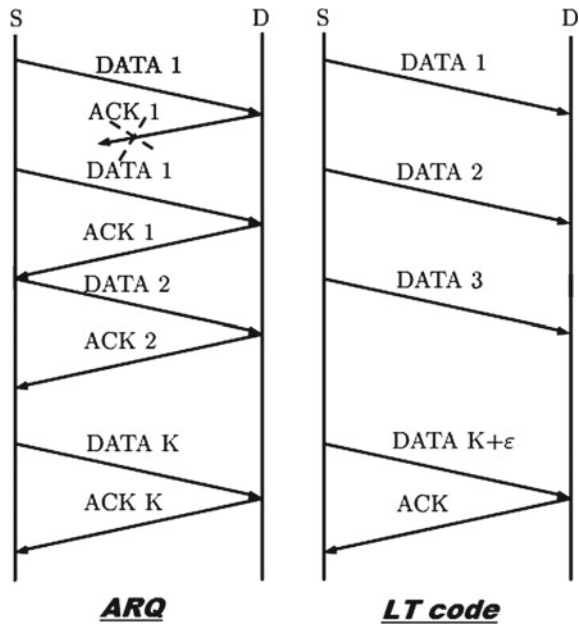 S
D
DATA 1
ACK 1
DATA 1
ACK 1
DATA 2
ACK 2
DATA K
ACK K
ARQ
S
D
DATA 1
DATA 2
DATA 3
DATA K+ε
ACK
LT code